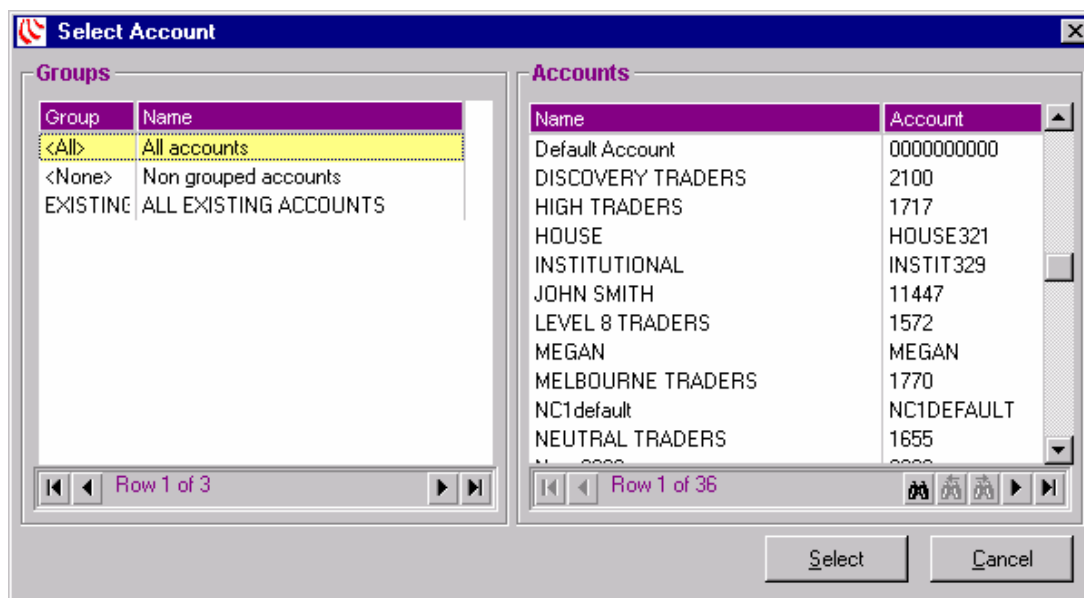 Select Account
Groups
Group Name
<All> All accounts
<None> Non grouped accounts
EXISTING ALL EXISTING ACCOUNTS
Row 1 of 3
Accounts
Name Account
Default Account 0000000000
DISCOVERY TRADERS 2100
HIGH TRADERS 1717
HOUSE HOUSE321
INSTITUTIONAL INSTIT329
JOHN SMITH 11447
LEVEL 8 TRADERS 1572
MEGAN MEGAN
MELBOURNE TRADERS 1770
NC1default NC1DEFAULT
NEUTRAL TRADERS 1655
Row 1 of 36
Select Cancel